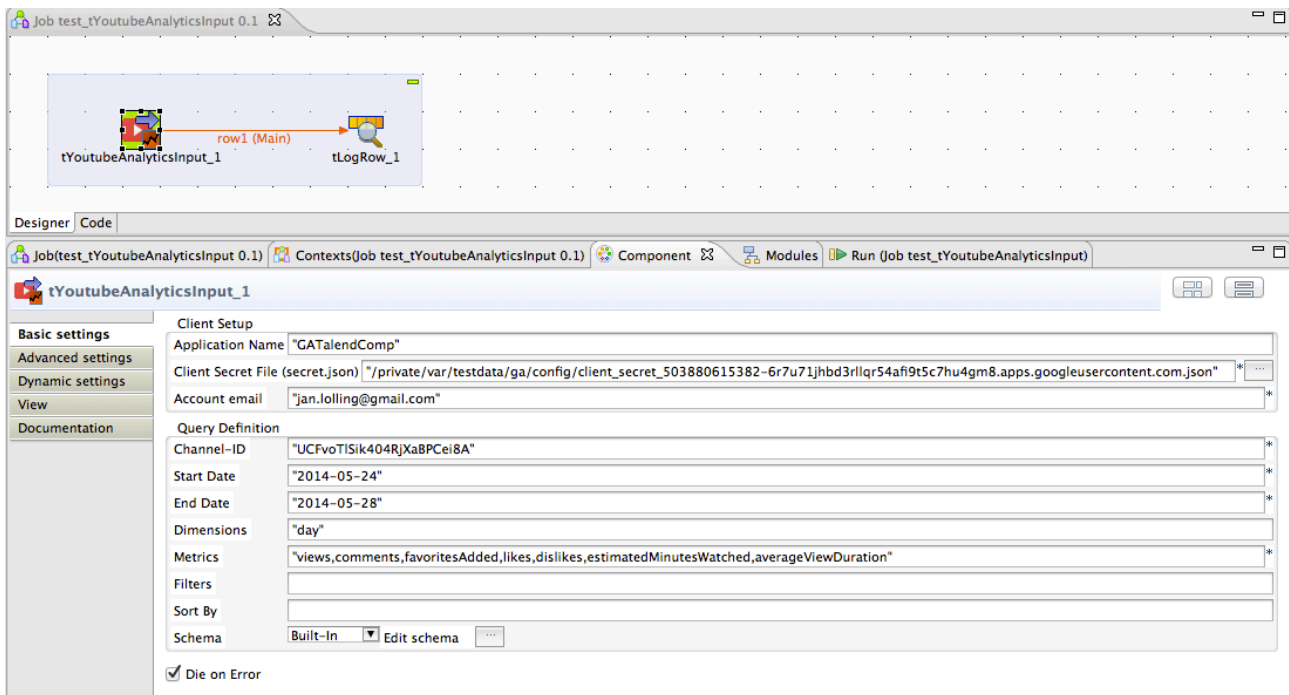 Job test_tYoutubeAnalyticsInput 0.1
row1 (Main)
tYoutubeAnalyticsInput_1
tLogRow_1
Designer Code
Job(test_tYoutubeAnalyticsInput 0.1) Contexts(Job test_tYoutubeAnalyticsInput 0.1) Component Modules Run (Job test_tYoutubeAnalyticsInput)
tYoutubeAnalyticsInput_1
Basic settings
Advanced settings
Dynamic settings
View
Documentation
Client Setup
Application Name "GATalendComp"
Client Secret File (secret.json) "/private/var/testdata/ga/config/client_secret_503880615382-6r7u71jhbd3rllqr54afi9t5c7hu4gm8.apps.googleusercontent.com.json" * ...
Account email "jan.lolling@gmail.com" *
Query Definition
Channel-ID "UCFvoTlSik404RjXaBPCei8A" *
Start Date "2014-05-24" *
End Date "2014-05-28" *
Dimensions "day"
Metrics "views,comments,favoritesAdded,likes,dislikes,estimatedMinutesWatched,averageViewDuration" *
Filters
Sort By
Schema Built-In Edit schema ...
Die on Error